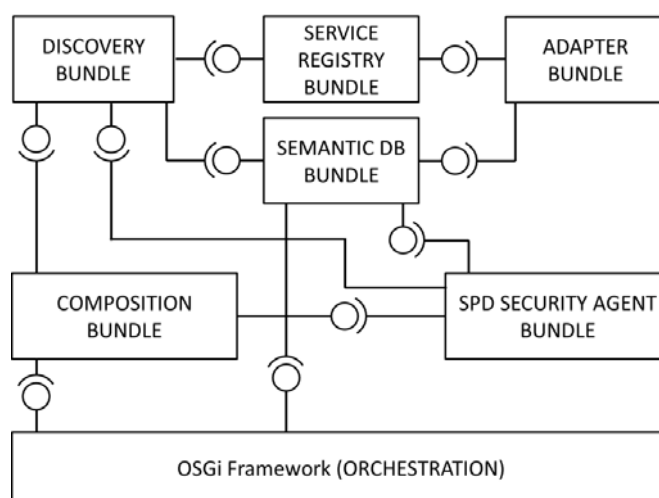 DISCOVERY
BUNDLE
SERVICE
REGISTRY
BUNDLE
ADAPTER
BUNDLE
SEMANTIC DB
BUNDLE
COMPOSITION
BUNDLE
SPD SECURITY AGENT
BUNDLE
OSGi Framework (ORCHESTRATION)